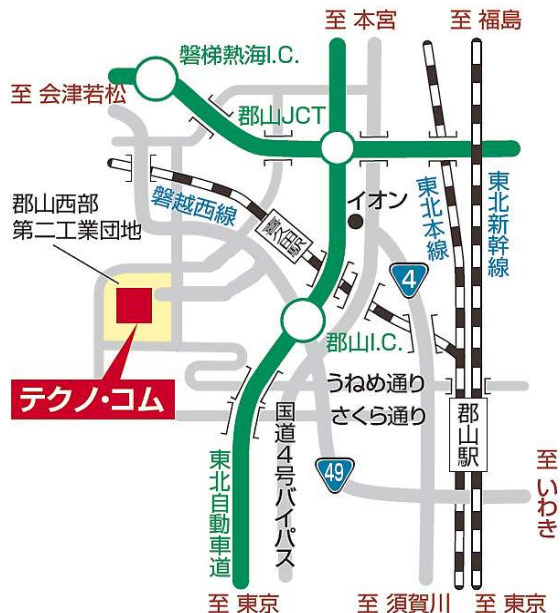 至 本宮
至 福島
磐梯熱海I.C.
至 会津若松
郡山JCT
磐越西線
イオン
東北本線
東北新幹線
郡山西部
第二工業団地
喜久田駅
4
郡山I.C.
テクノ・コム
うねめ通り
さくら通り
郡山駅
国道4号バイパス
49
東北自動車道
至 いわき
至 東京
至 須賀川
至 東京